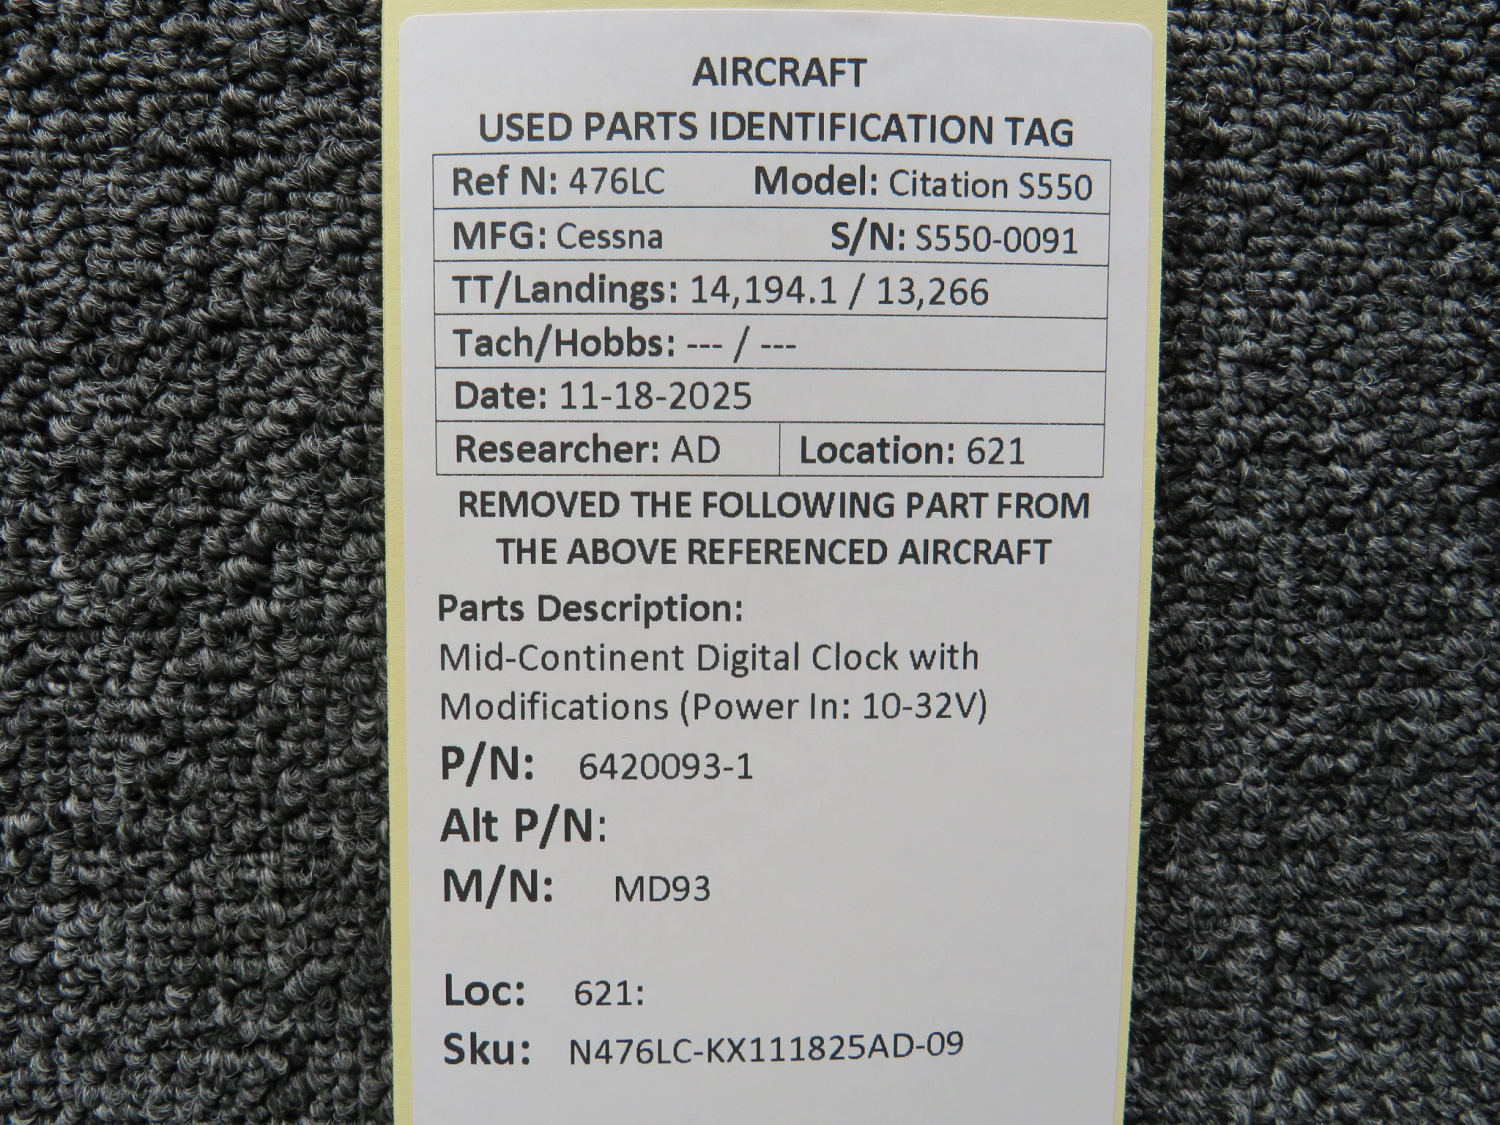 AIRCRAFT
USED PARTS IDENTIFICATION TAG
Ref N: 476LC Model: Citation S550
MFG: Cessna S/N: S550-0091
TT/Landings: 14,194.1 / 13,266
Tach/Hobbs: --- / ---
Date: 11-18-2025
Researcher: AD Location: 621
REMOVED THE FOLLOWING PART FROM
THE ABOVE REFERENCED AIRCRAFT
Parts Description:
Mid-Continent Digital Clock with
Modifications (Power In: 10-32V)
P/N: 6420093-1
Alt P/N:
M/N: MD93
Loc: 621:
Sku: N476LC-KX111825AD-09